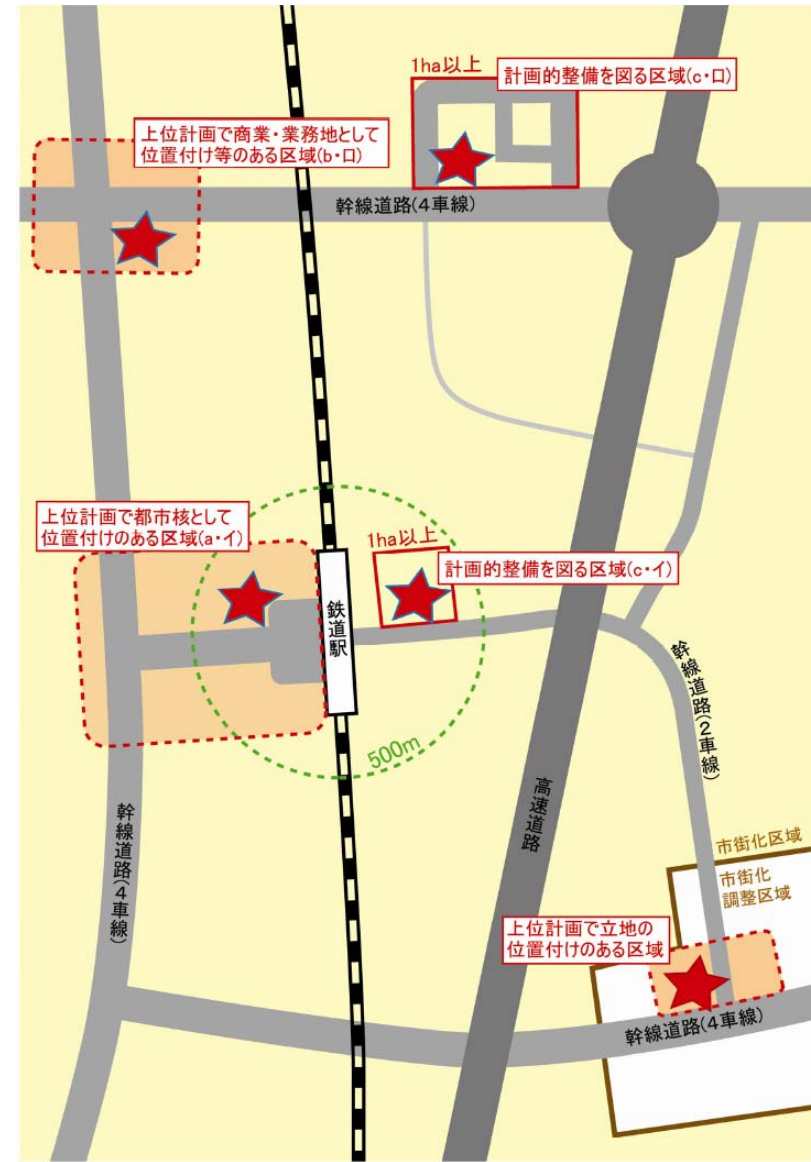 1ha以上
計画的整備を図る区域(c・ロ)
上位計画で商業・業務地として
位置付け等のある区域(b・ロ)
幹線道路(4車線)
上位計画で都市核として
位置付けのある区域(a・イ)
1ha以上
計画的整備を図る区域(c・イ)
鉄道駅
500m
幹線道路(2車線)
高速道路
幹線道路(4車線)
市街化区域
市街化
調整区域
上位計画で立地の
位置付けのある区域
幹線道路(4車線)